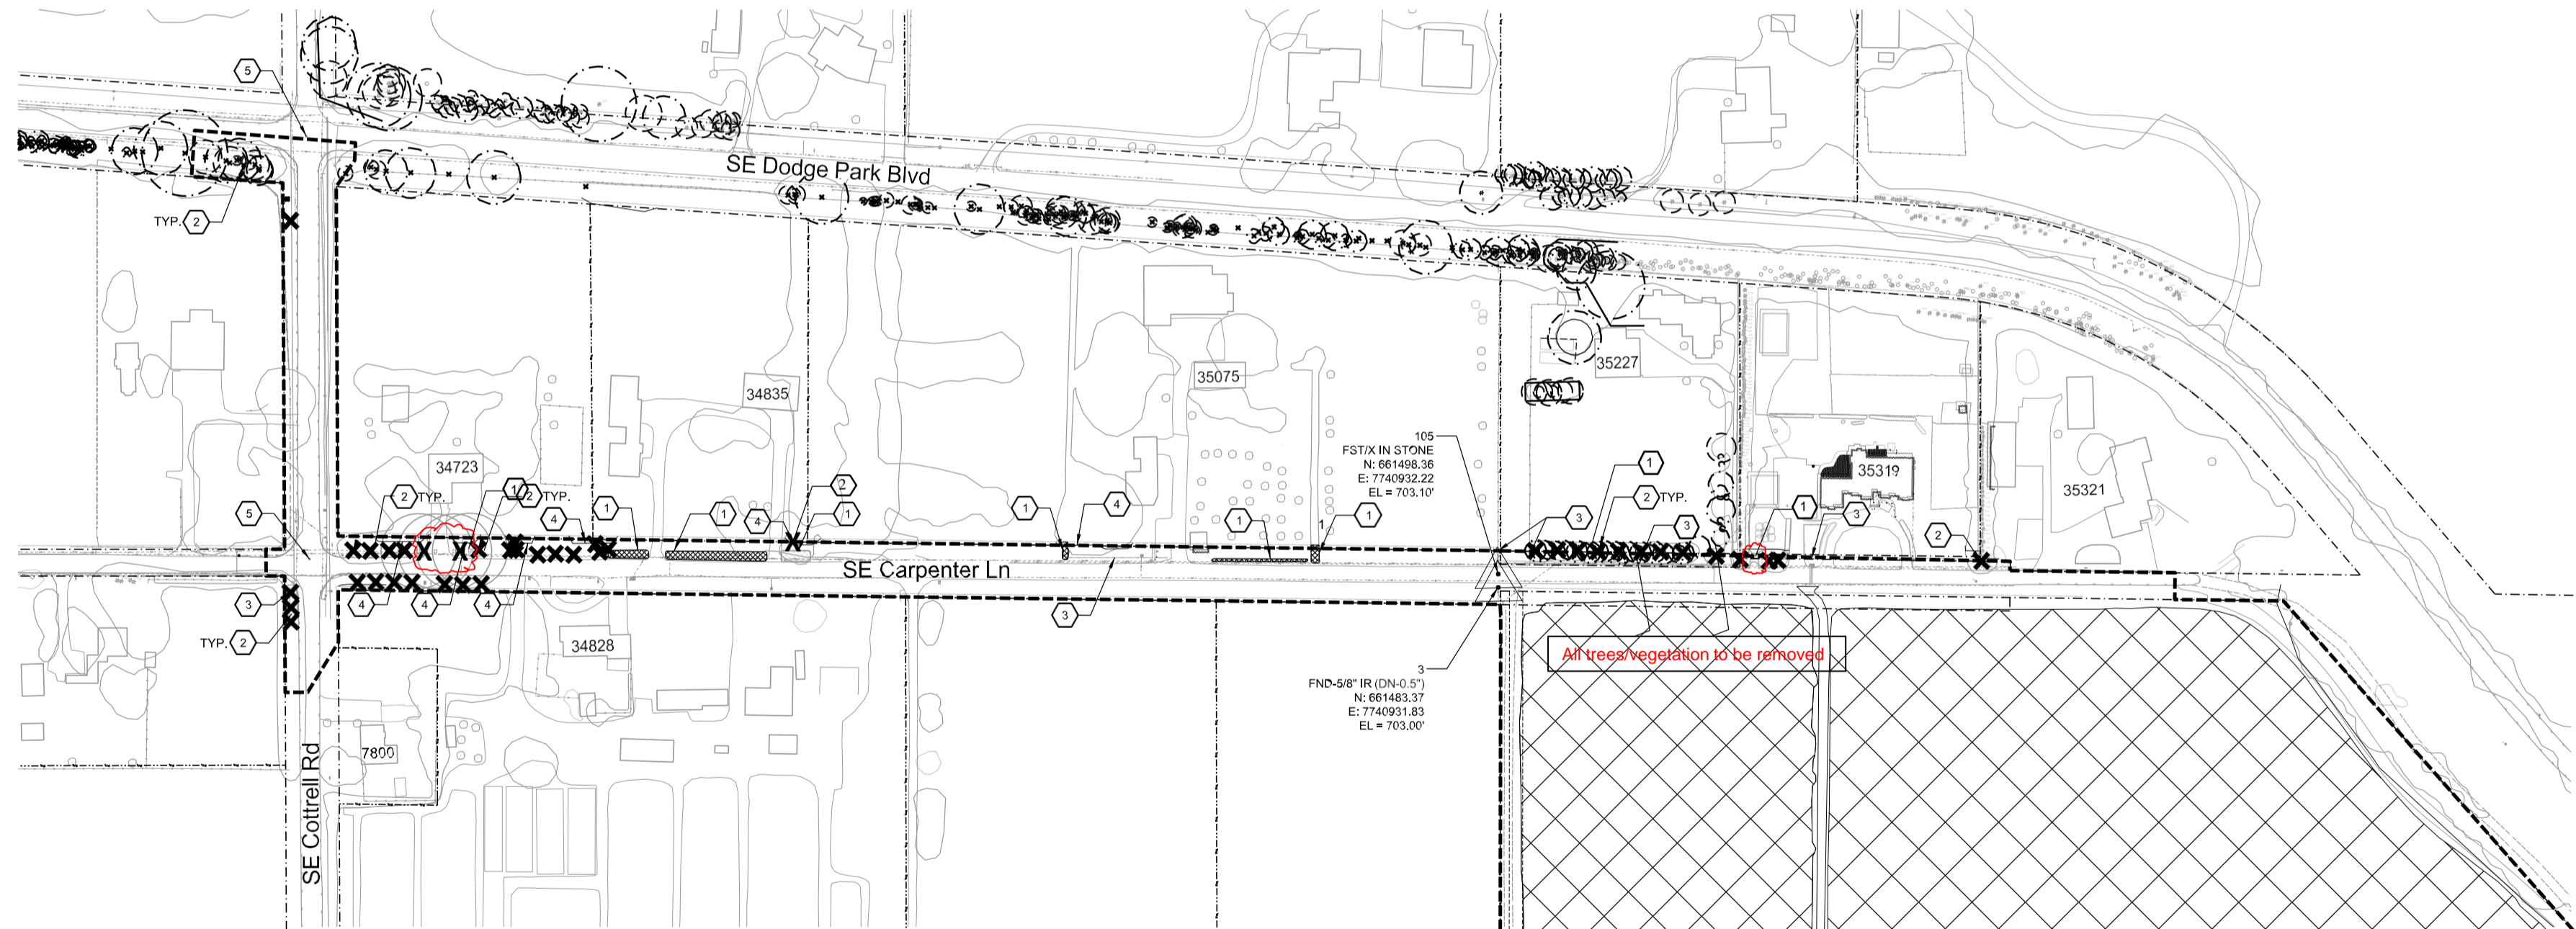 5
SE Dodge Park Blvd
TYP. 2
35227
35075
34835
105
FST/X IN STONE
N: 661498.36
E: 7740932.22
EL = 703.10'
34723
35319
35321
1
2 TYP.
1
2 TYP.
2
1
2 TYP.
5
4
1
1
4
1
1
4
1
1
1
3
3
1
3
2
SE Carpenter Ln
3
4
4
4
3
TYP. 2
34828
All trees/vegetation to be removed
3
FND-5/8" IR (DN-0.5")
N: 661483.37
E: 7740931.83
EL = 703.00'
7800
SE Cottrell Rd